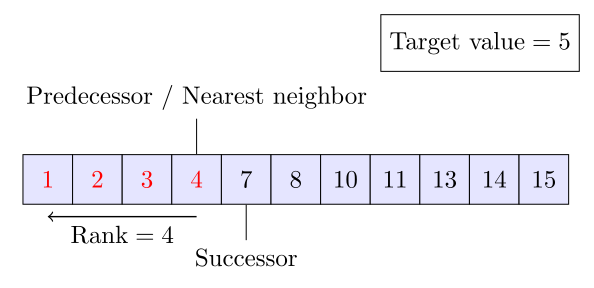 Target value = 5
Predecessor / Nearest neighbor
1 2 3 4 7 8 10 11 13 14 15
Rank = 4
Successor